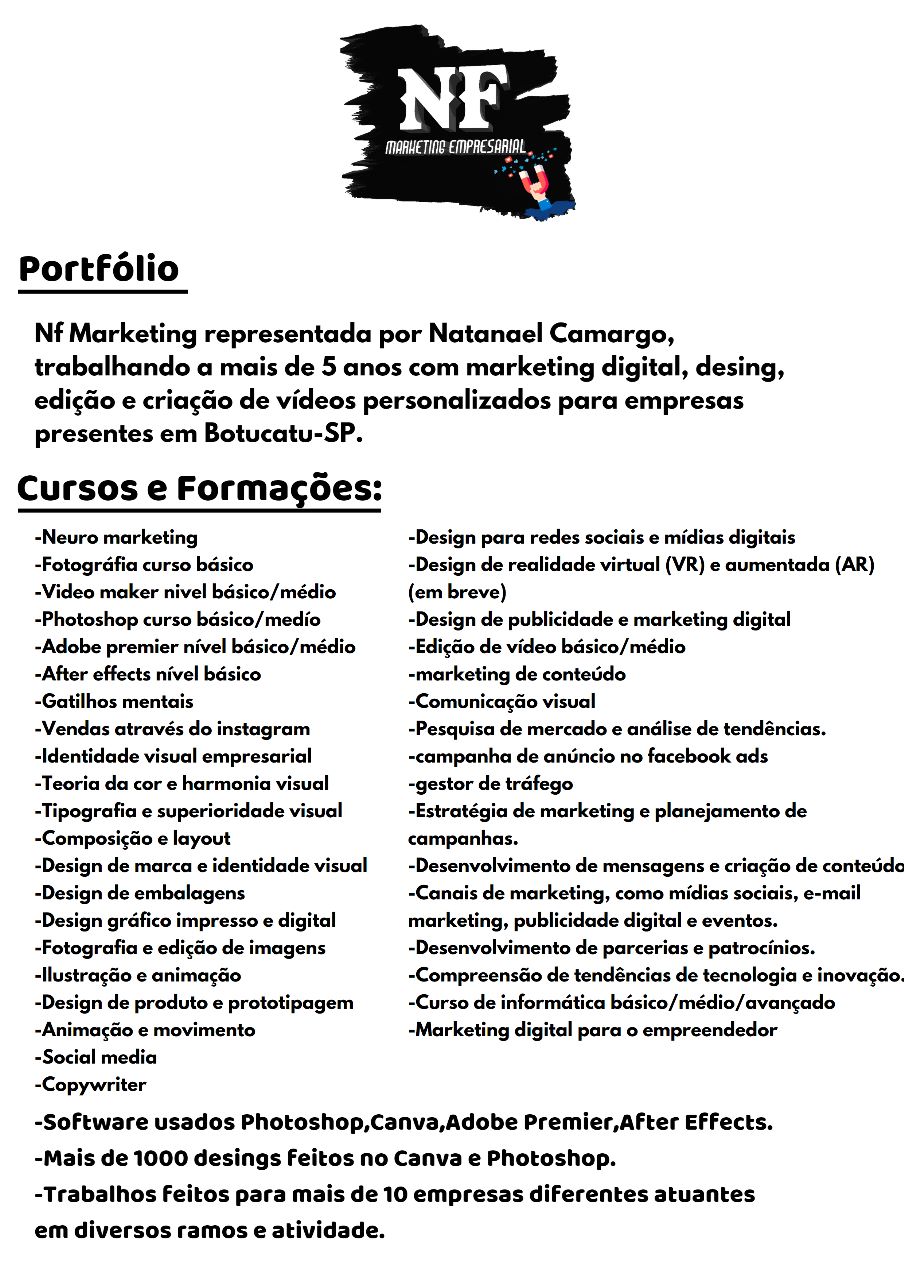 NF
MARKETING EMPRESARIAL
Portfólio
Nf Marketing representada por Natanael Camargo,
trabalhando a mais de 5 anos com marketing digital, desing,
edição e criação de vídeos personalizados para empresas
presentes em Botucatu-SP.
Cursos e Formações:
-Neuro marketing
-Fotográfia curso básico
-Video maker nivel básico/médio
-Photoshop curso básico/medío
-Adobe premier nível básico/médio
-After effects nível básico
-Gatilhos mentais
-Vendas através do instagram
-Identidade visual empresarial
-Teoria da cor e harmonia visual
-Tipografia e superioridade visual
-Composição e layout
-Design de marca e identidade visual
-Design de embalagens
-Design gráfico impresso e digital
-Fotografia e edição de imagens
-Ilustração e animação
-Design de produto e prototipagem
-Animação e movimento
-Social media
-Copywriter
-Design para redes sociais e mídias digitais
-Design de realidade virtual (VR) e aumentada (AR)
(em breve)
-Design de publicidade e marketing digital
-Edição de vídeo básico/médio
-marketing de conteúdo
-Comunicação visual
-Pesquisa de mercado e análise de tendências.
-campanha de anúncio no facebook ads
-gestor de tráfego
-Estratégia de marketing e planejamento de
campanhas.
-Desenvolvimento de mensagens e criação de conteúdo
-Canais de marketing, como mídias sociais, e-mail
marketing, publicidade digital e eventos.
-Desenvolvimento de parcerias e patrocínios.
-Compreensão de tendências de tecnologia e inovação.
-Curso de informática básico/médio/avançado
-Marketing digital para o empreendedor
-Software usados Photoshop,Canva,Adobe Premier,After Effects.
-Mais de 1000 desings feitos no Canva e Photoshop.
-Trabalhos feitos para mais de 10 empresas diferentes atuantes
em diversos ramos e atividade.